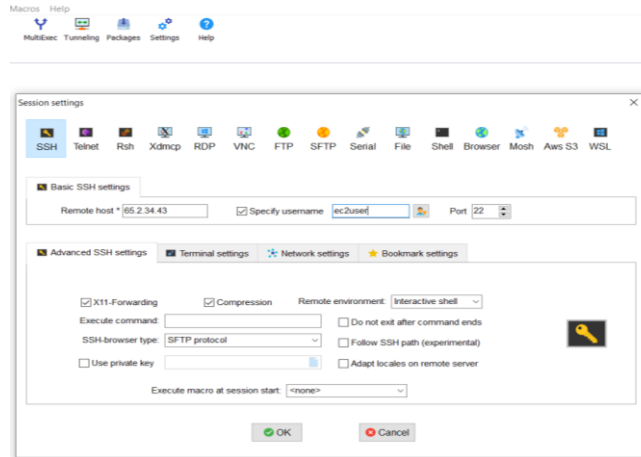 Macros Help
MultiExec Tunneling Packages Settings Help
Session settings
SSH Telnet Rsh Xdmcp RDP VNC FTP SFTP Serial File Shell Browser Mosh Aws S3 WSL
Basic SSH settings
Remote host * 65.2.34.43 Specify username ec2user Port 22
Advanced SSH settings Terminal settings Network settings Bookmark settings
X11-Forwarding Compression Remote environment: Interactive shell
Execute command: Do not exit after command ends
SSH-browser type: SFTP protocol Follow SSH path (experimental)
Use private key Adapt locales on remote server
Execute macro at session start: <none>
OK Cancel